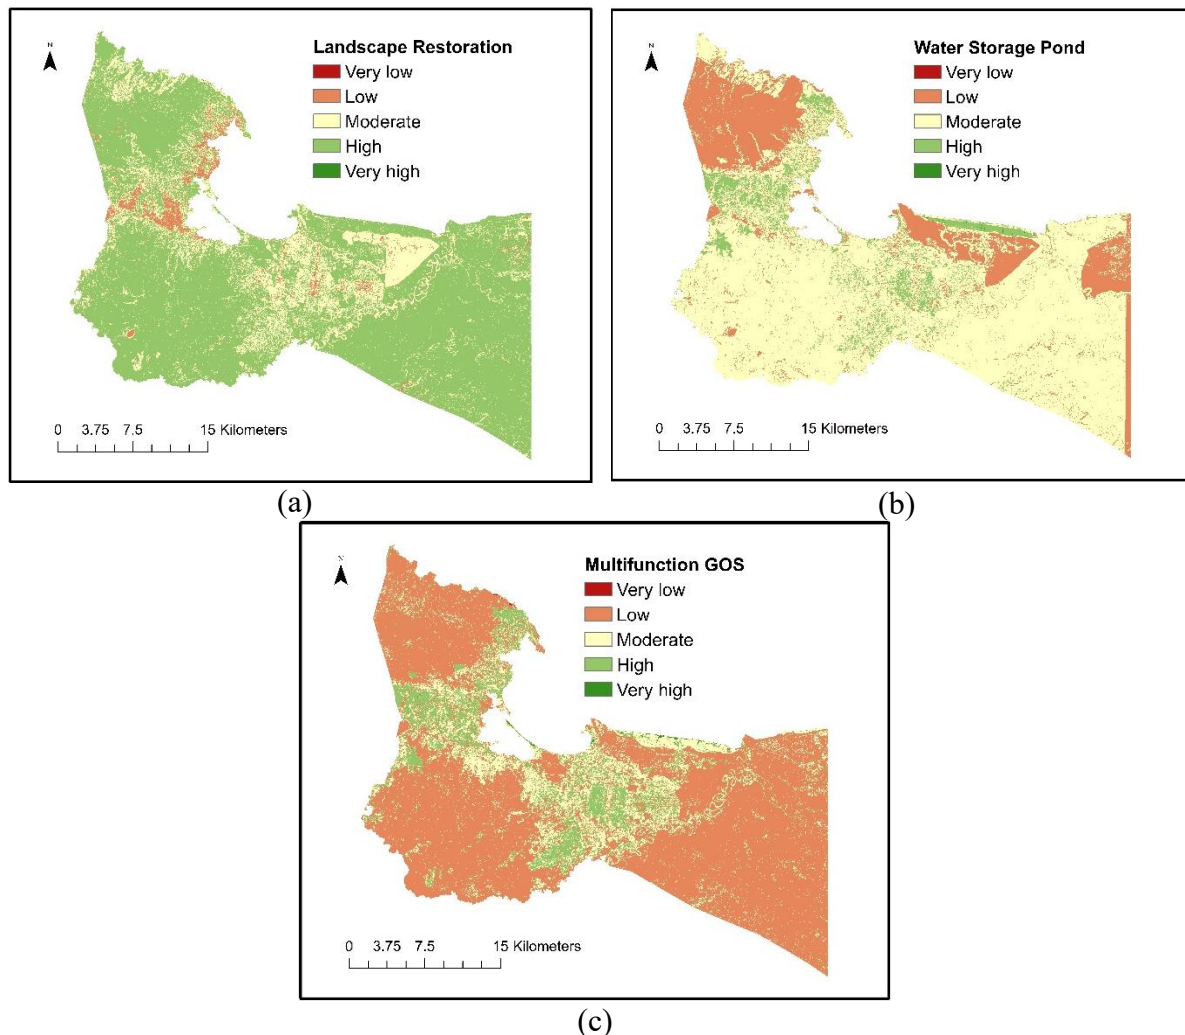 N
Landscape Restoration
Very low
Low
Moderate
High
Very high
0 3.75 7.5 15 Kilometers
(a)
N
Water Storage Pond
Very low
Low
Moderate
High
Very high
0 3.75 7.5 15 Kilometers
(b)
N
Multifunction GOS
Very low
Low
Moderate
High
Very high
0 3.75 7.5 15 Kilometers
(c)